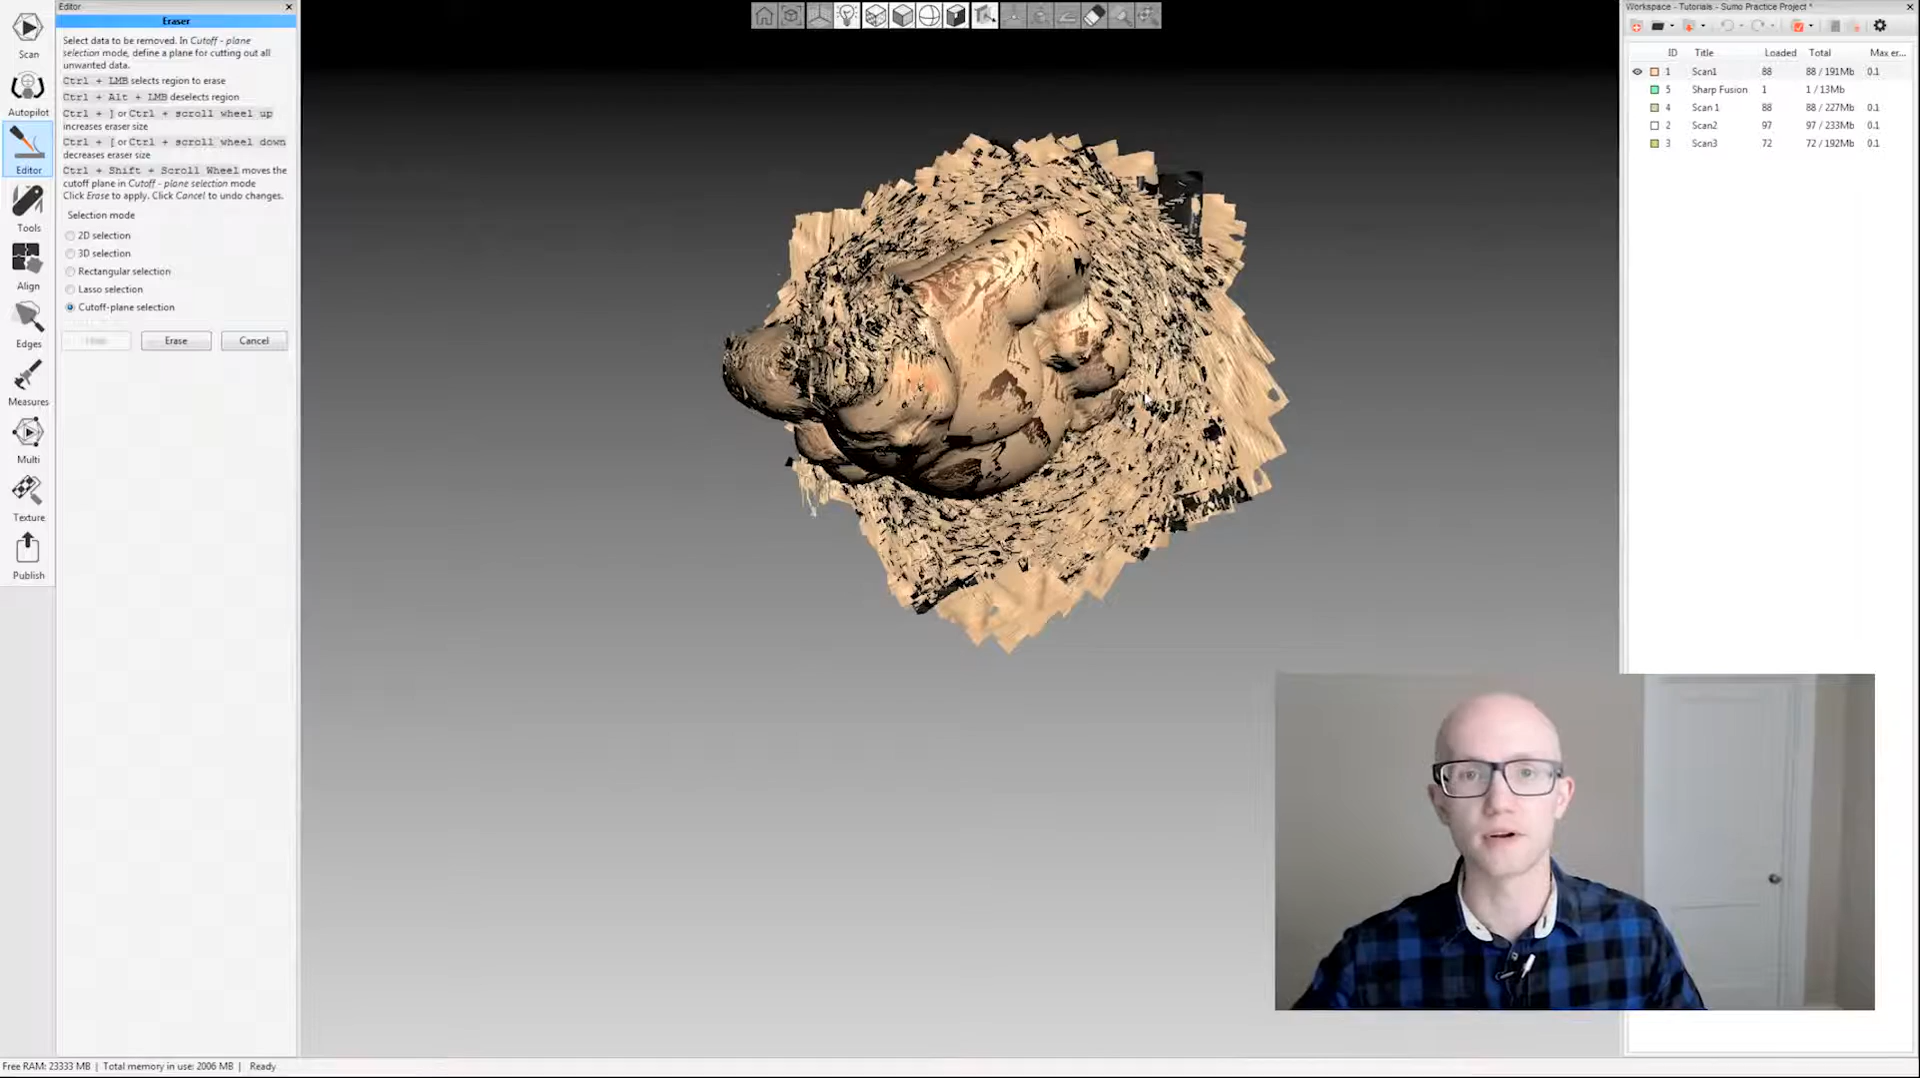 Editor
Eraser
Select data to be removed. In Cutoff - plane
selection mode, define a plane for cutting out all
unwanted data.
Ctrl + LMB selects region to erase
Ctrl + Alt + LMB deselects region
Ctrl + ] or Ctrl + scroll wheel up
increases eraser size
Ctrl + [ or Ctrl + scroll wheel down
decreases eraser size
Ctrl + Shift + Scroll Wheel moves the
cutoff plane in Cutoff - plane selection mode
Click Erase to apply. Click Cancel to undo changes.
Selection mode
2D selection
3D selection
Rectangular selection
Lasso selection
Cutoff-plane selection
Erase
Cancel
Scan
Autopilot
Editor
Tools
Align
Edges
Measures
Multi
Texture
Publish
Workspace - Tutorials - Sumo Practice Project *
ID Title Loaded Total Max er...
1 Scan1 88 88 / 191Mb 0.1
5 Sharp Fusion 1 1 / 13Mb
4 Scan 1 88 88 / 227Mb 0.1
2 Scan2 97 97 / 233Mb 0.1
3 Scan3 72 72 / 192Mb 0.1
Free RAM: 23333 MB | Total memory in use: 2006 MB | Ready